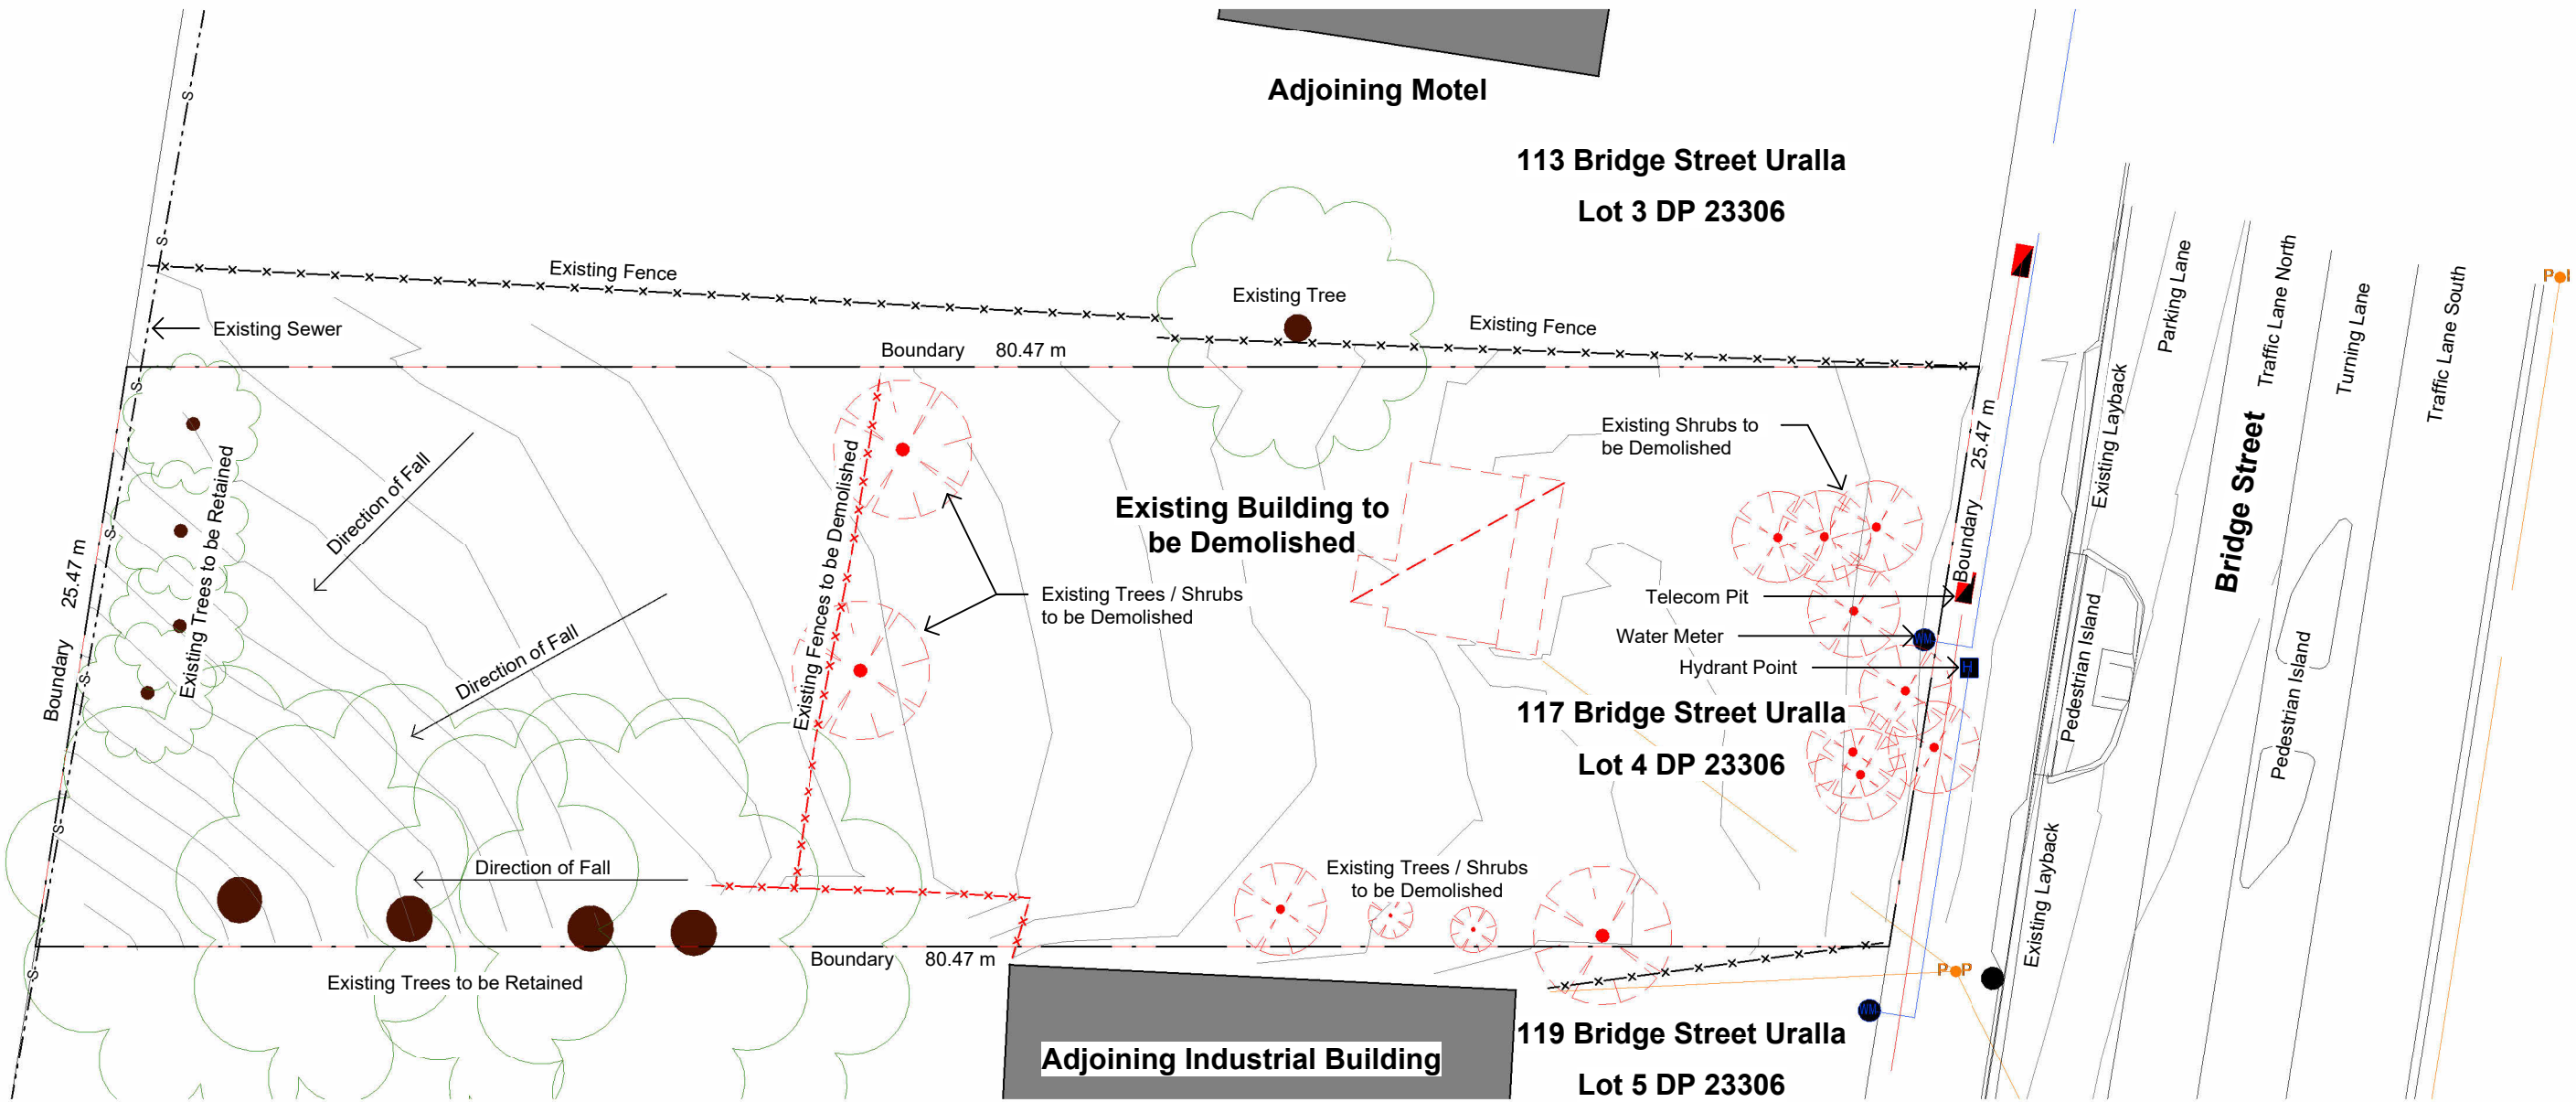 Adjoining Motel
113 Bridge Street Uralla
Lot 3 DP 23306
Existing Fence
Existing Tree
Existing Fence
Existing Sewer
Boundary 80.47 m
S
S
S
S
S
S
S
Existing Trees to be Retained
Direction of Fall
Existing Fences to be Demolished
Existing Building to
be Demolished
Existing Shrubs to
be Demolished
Boundary 25.47 m
Boundary 25.47 m
Direction of Fall
Existing Trees / Shrubs
to be Demolished
Telecom Pit
Water Meter
WM
Hydrant Point
H
117 Bridge Street Uralla
Lot 4 DP 23306
Direction of Fall
Existing Trees / Shrubs
to be Demolished
Boundary 80.47 m
Existing Trees to be Retained
Adjoining Industrial Building
119 Bridge Street Uralla
Lot 5 DP 23306
WM
P P
Existing Layback
Existing Layback
Pedestrian Island
Parking Lane
Bridge Street
Traffic Lane North
Pedestrian Island
Turning Lane
Traffic Lane South